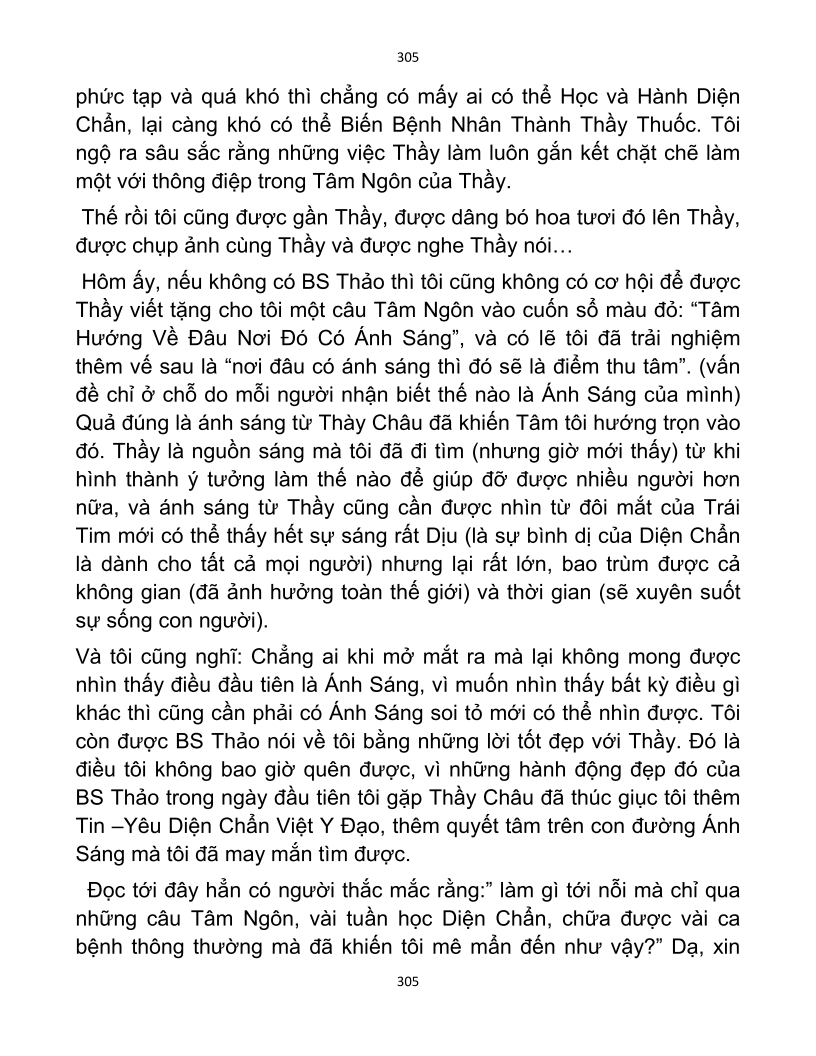 305
phức tạp và quá khó thì chẳng có mấy ai có thể Học và Hành Diện
Chẩn, lại càng khó có thể Biến Bệnh Nhân Thành Thầy Thuốc. Tôi
ngộ ra sâu sắc rằng những việc Thầy làm luôn gắn kết chặt chẽ làm
một với thông điệp trong Tâm Ngôn của Thầy.
Thế rồi tôi cũng được gần Thầy, được dâng bó hoa tươi đó lên Thầy,
được chụp ảnh cùng Thầy và được nghe Thầy nói…
Hôm ấy, nếu không có BS Thảo thì tôi cũng không có cơ hội để được
Thầy viết tặng cho tôi một câu Tâm Ngôn vào cuốn sổ màu đỏ: “Tâm
Hướng Về Đâu Nơi Đó Có Ánh Sáng”, và có lẽ tôi đã trải nghiệm
thêm vế sau là “nơi đâu có ánh sáng thì đó sẽ là điểm thu tâm”. (vấn
đề chỉ ở chỗ do mỗi người nhận biết thế nào là Ánh Sáng của mình)
Quả đúng là ánh sáng từ Thày Châu đã khiến Tâm tôi hướng trọn vào
đó. Thầy là nguồn sáng mà tôi đã đi tìm (nhưng giờ mới thấy) từ khi
hình thành ý tưởng làm thế nào để giúp đỡ được nhiều người hơn
nữa, và ánh sáng từ Thầy cũng cần được nhìn từ đôi mắt của Trái
Tim mới có thể thấy hết sự sáng rất Dịu (là sự bình dị của Diện Chẩn
là dành cho tất cả mọi người) nhưng lại rất lớn, bao trùm được cả
không gian (đã ảnh hưởng toàn thế giới) và thời gian (sẽ xuyên suốt
sự sống con người).
Và tôi cũng nghĩ: Chẳng ai khi mở mắt ra mà lại không mong được
nhìn thấy điều đầu tiên là Ánh Sáng, vì muốn nhìn thấy bất kỳ điều gì
khác thì cũng cần phải có Ánh Sáng soi tỏ mới có thể nhìn được. Tôi
còn được BS Thảo nói về tôi bằng những lời tốt đẹp với Thầy. Đó là
điều tôi không bao giờ quên được, vì những hành động đẹp đó của
BS Thảo trong ngày đầu tiên tôi gặp Thầy Châu đã thúc giục tôi thêm
Tin –Yêu Diện Chẩn Việt Y Đạo, thêm quyết tâm trên con đường Ánh
Sáng mà tôi đã may mắn tìm được.
Đọc tới đây hẳn có người thắc mắc rằng:” làm gì tới nỗi mà chỉ qua
những câu Tâm Ngôn, vài tuần học Diện Chẩn, chữa được vài ca
bệnh thông thường mà đã khiến tôi mê mẩn đến như vậy?” Dạ, xin
305